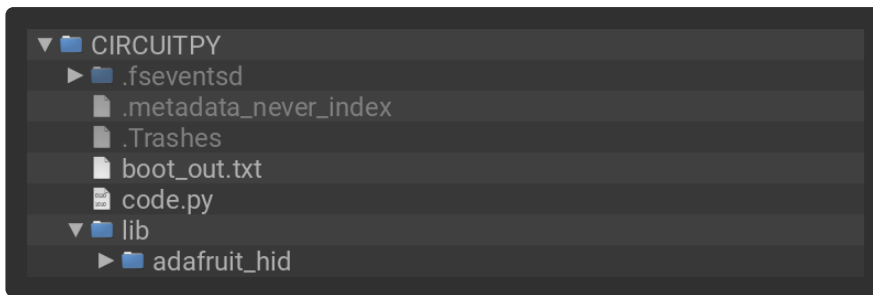 CIRCUITPY
.fseventsd
.metadata_never_index
.Trashes
boot_out.txt
code.py
lib
adafruit_hid